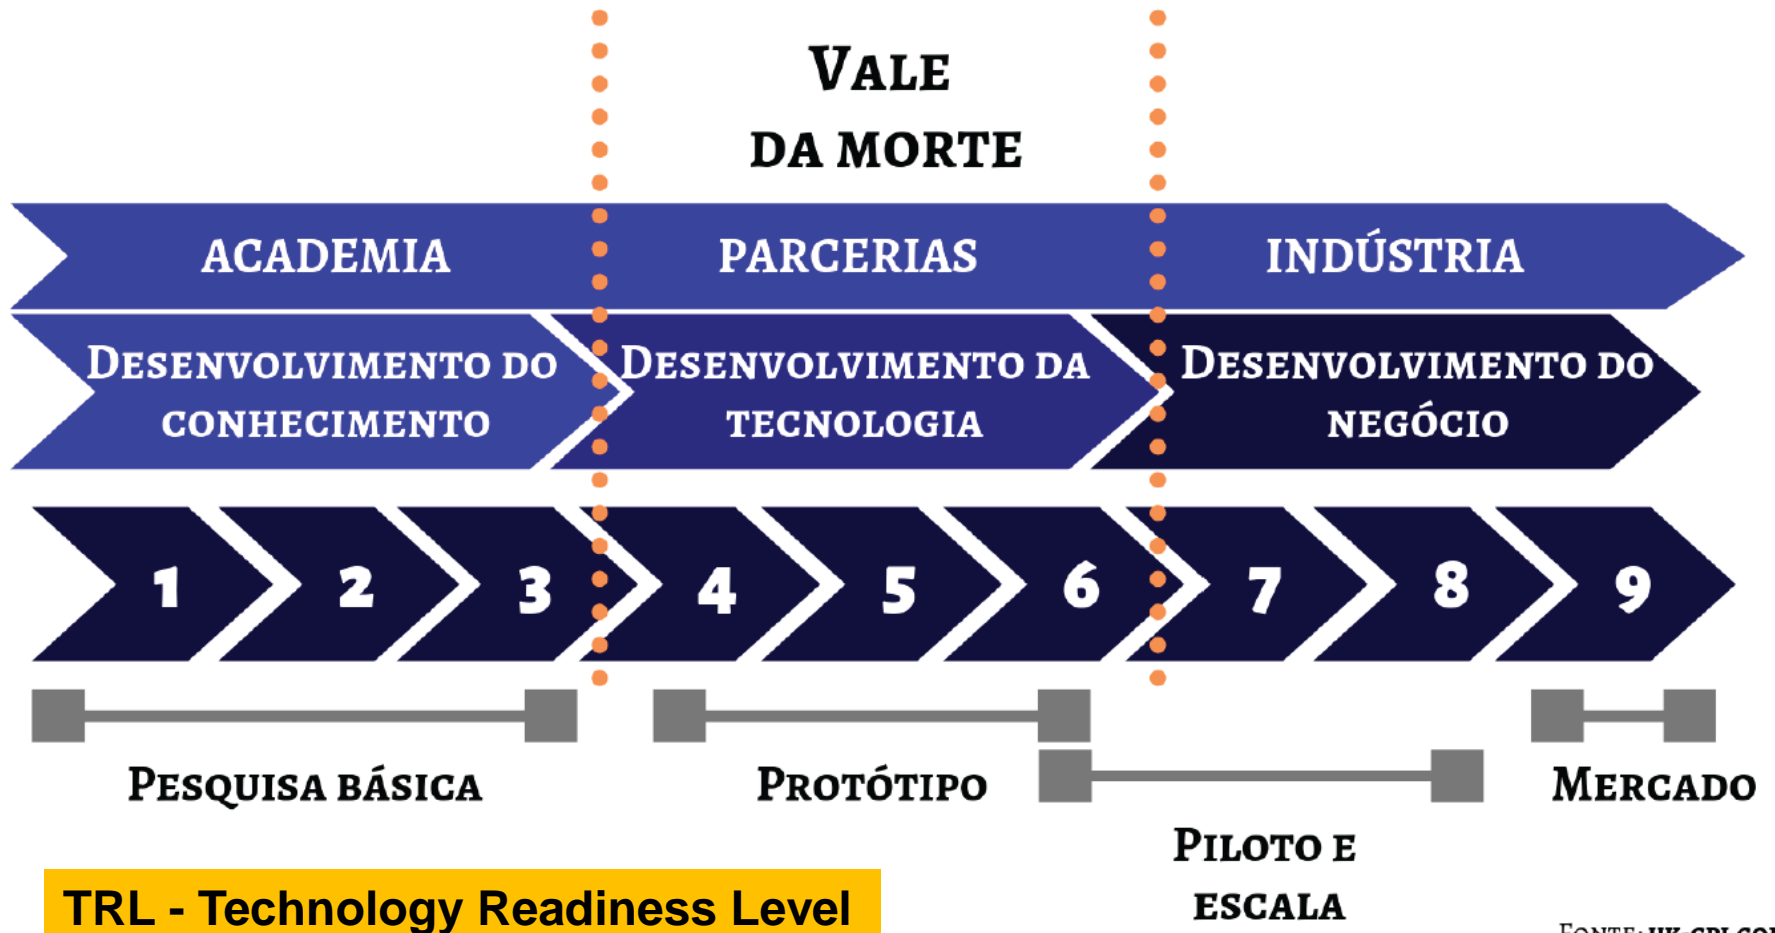 VALE
DA MORTE
ACADEMIA PARCERIAS INDÚSTRIA
DESENVOLVIMENTO DO CONHECIMENTO
DESENVOLVIMENTO DA TECNOLOGIA
DESENVOLVIMENTO DO NEGÓCIO
1 2 3 4 5 6 7 8 9
PESQUISA BÁSICA
PROTÓTIPO
MERCADO
PILOTO E
ESCALA
TRL - Technology Readiness Level
FONTE: